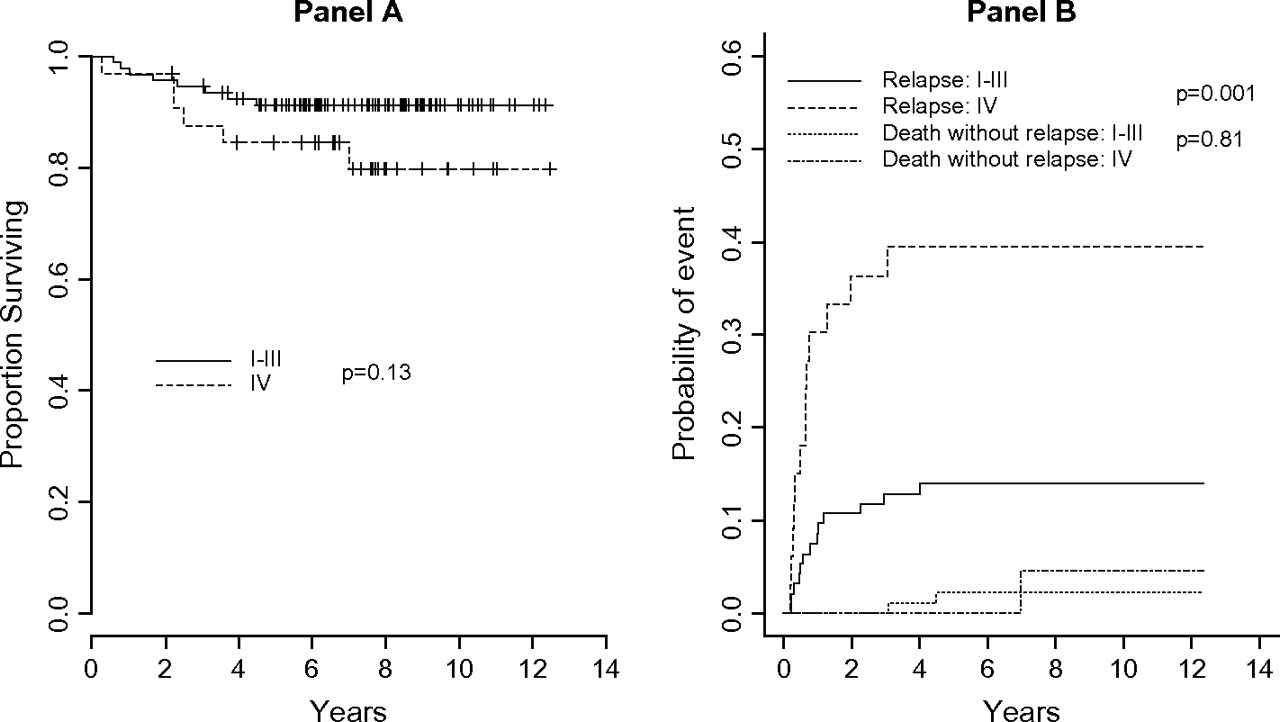 Panel A
Proportion Surviving
1.0
0.8
0.6
0.4
0.2
0.0
I-III
IV
p=0.13
0 2 4 6 8 10 12 14
Years
Panel B
Probability of event
0.6
0.5
0.4
0.3
0.2
0.1
0.0
Relapse: I-III
Relapse: IV
p=0.001
Death without relapse: I-III
p=0.81
Death without relapse: IV
0 2 4 6 8 10 12 14
Years